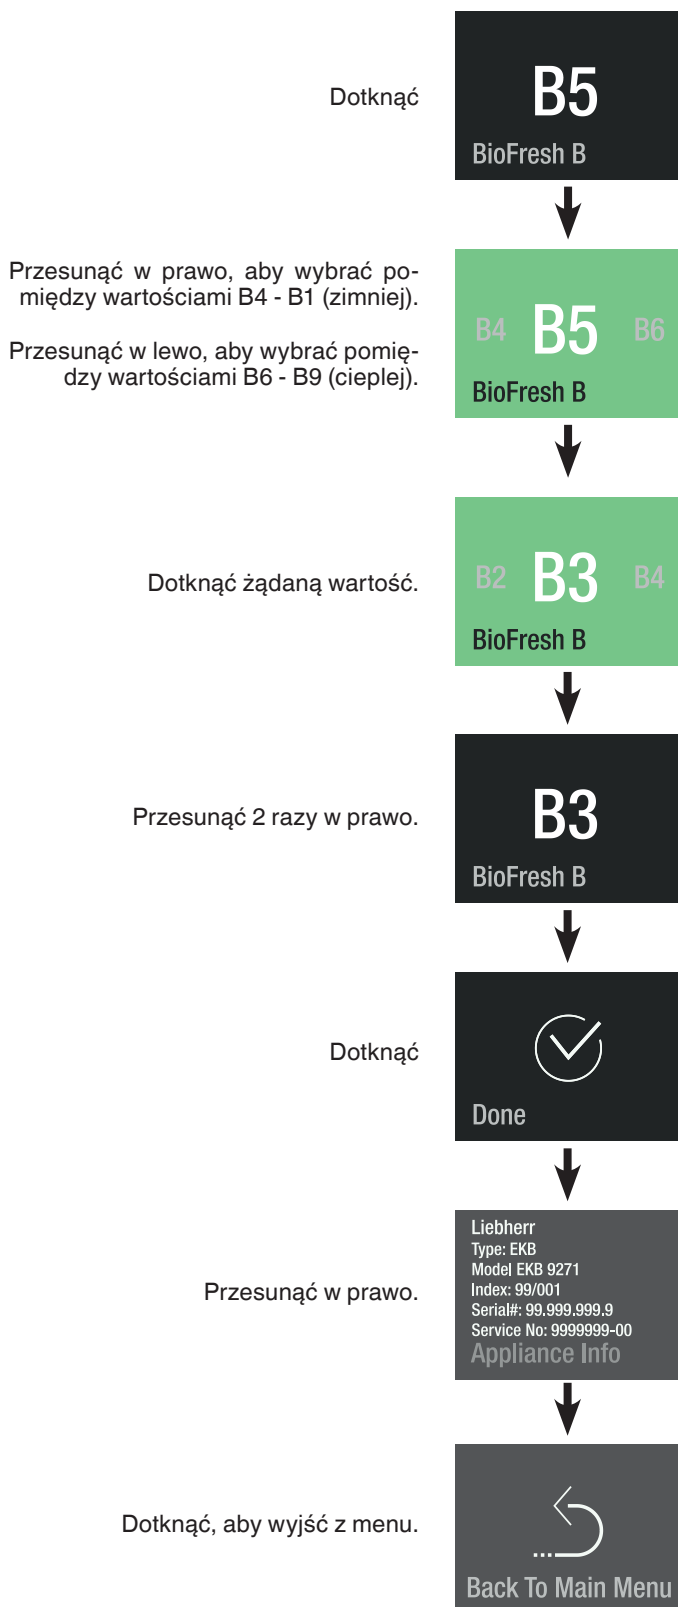 Dotknąć
B5
BioFresh B
Przesunąć w prawo, aby wybrać po-
między wartościami B4 - B1 (zimniej).
Przesunąć w lewo, aby wybrać pomię-
dzy wartościami B6 - B9 (cieplej).
B4 B5 B6
BioFresh B
Dotknąć żądaną wartość.
B2 B3 B4
BioFresh B
Przesunąć 2 razy w prawo.
B3
BioFresh B
Dotknąć
Done
Przesunąć w prawo.
Liebherr
Type: EKB
Model EKB 9271
Index: 99/001
Serial#: 99.999.999.9
Service No: 9999999-00
Appliance Info
Dotknąć, aby wyjść z menu.
Back To Main Menu